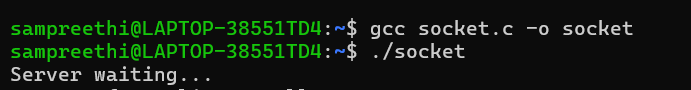 sampreethi@LAPTOP-38551TD4:~$ gcc socket.c -o socket
sampreethi@LAPTOP-38551TD4:~$ ./socket
Server waiting...